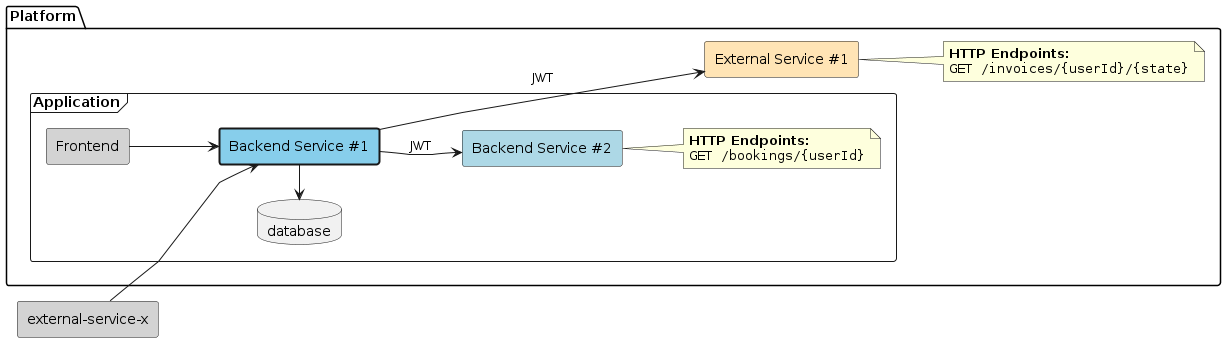 Platform
External Service #1
HTTP Endpoints:
GET /invoices/{userId}/{state}
JWT
Application
Frontend
Backend Service #1
JWT
Backend Service #2
HTTP Endpoints:
GET /bookings/{userId}
database
external-service-x